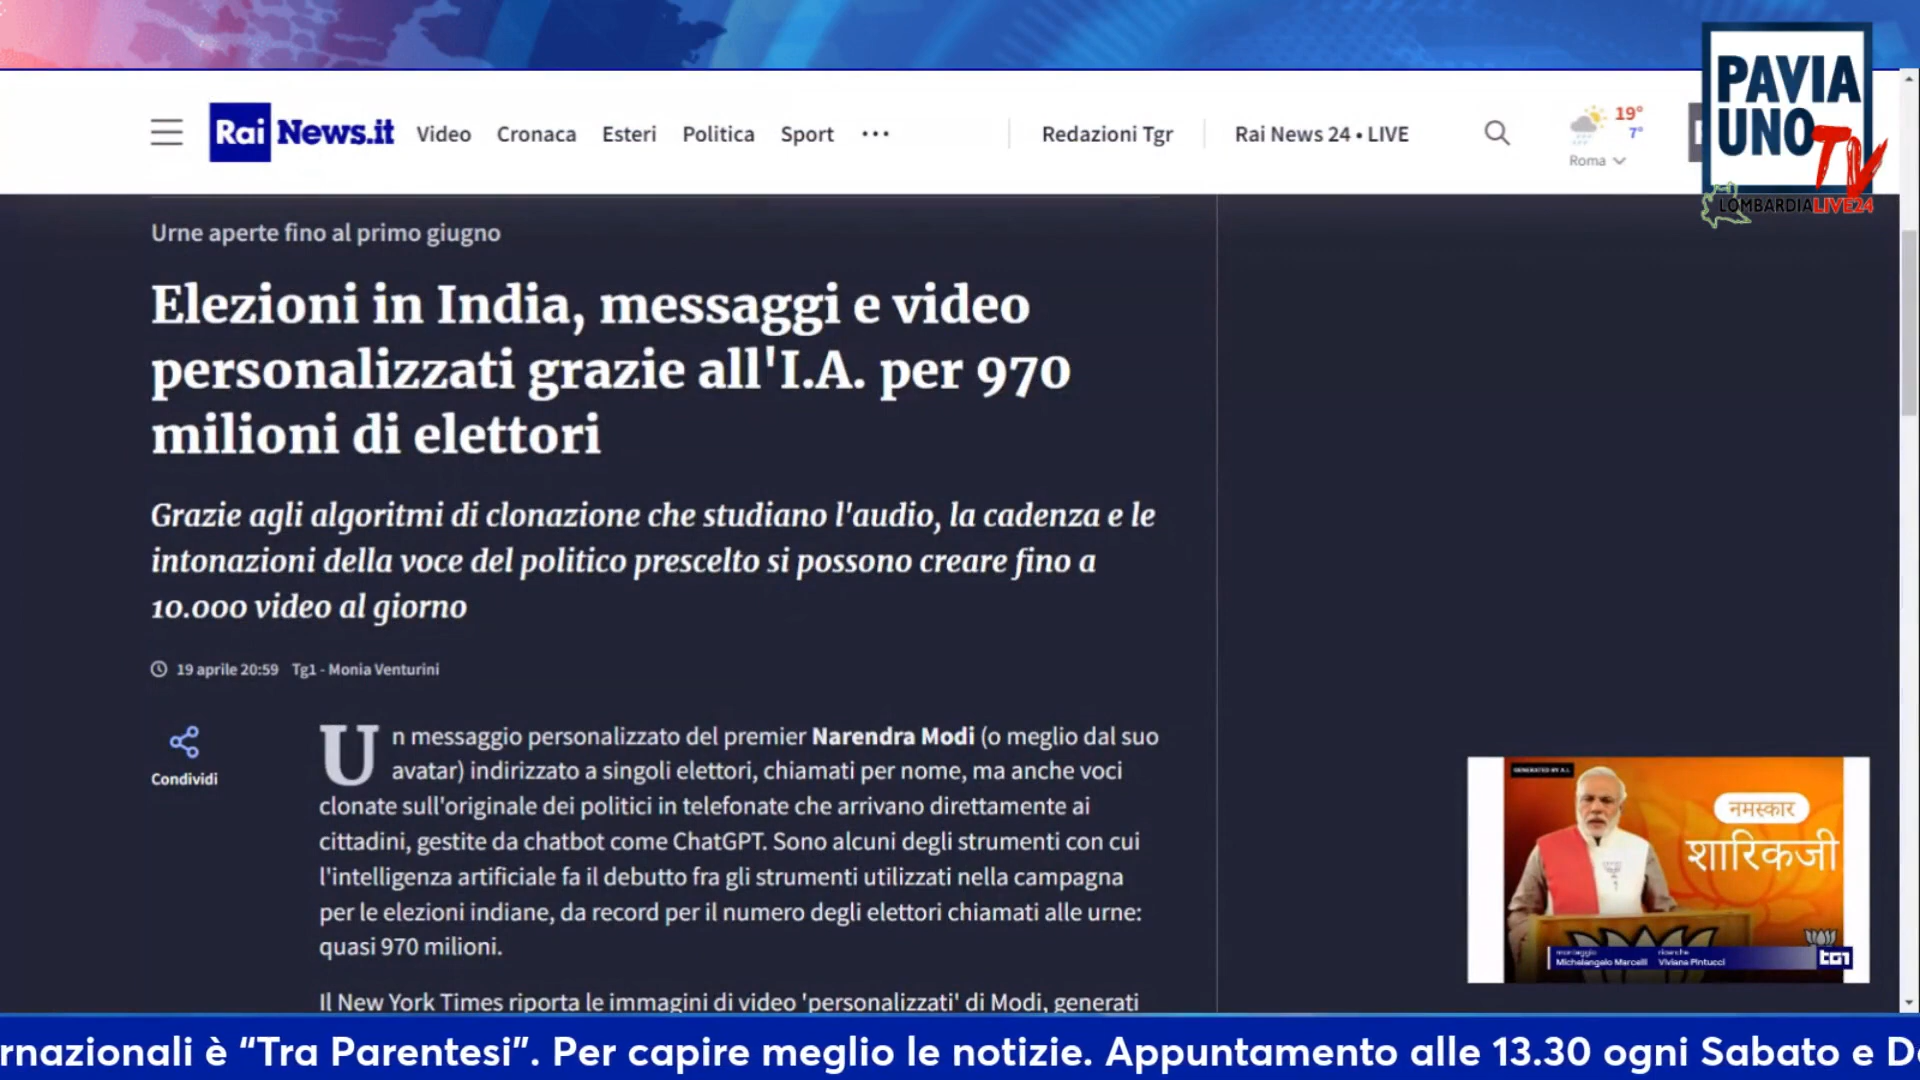 Rai News.it Video Cronaca Esteri Politica Sport ••• Redazioni Tgr Rai News 24 • LIVE 19° 7° Roma
PAVIA
UNO TV
LOMBARDIALIVE24
Urne aperte fino al primo giugno
Elezioni in India, messaggi e video
personalizzati grazie all'I.A. per 970
milioni di elettori
Grazie agli algoritmi di clonazione che studiano l'audio, la cadenza e le
intonazioni della voce del politico prescelto si possono creare fino a
10.000 video al giorno
19 aprile 20:59 Tg1 - Monia Venturini
Condividi
Un messaggio personalizzato del premier Narendra Modi (o meglio dal suo
avatar) indirizzato a singoli elettori, chiamati per nome, ma anche voci
clonate sull'originale dei politici in telefonate che arrivano direttamente ai
cittadini, gestite da chatbot come ChatGPT. Sono alcuni degli strumenti con cui
l'intelligenza artificiale fa il debutto fra gli strumenti utilizzati nella campagna
per le elezioni indiane, da record per il numero degli elettori chiamati alle urne:
quasi 970 milioni.
Il New York Times riporta le immagini di video 'personalizzati' di Modi, generati
GENERATED BY A.I.
नमस्कार
शारिकजी
montaggio ricerche
Michelangelo Marcelli Viviana Pintucci
tg1
rnazionali è “Tra Parentesi”. Per capire meglio le notizie. Appuntamento alle 13.30 ogni Sabato e D